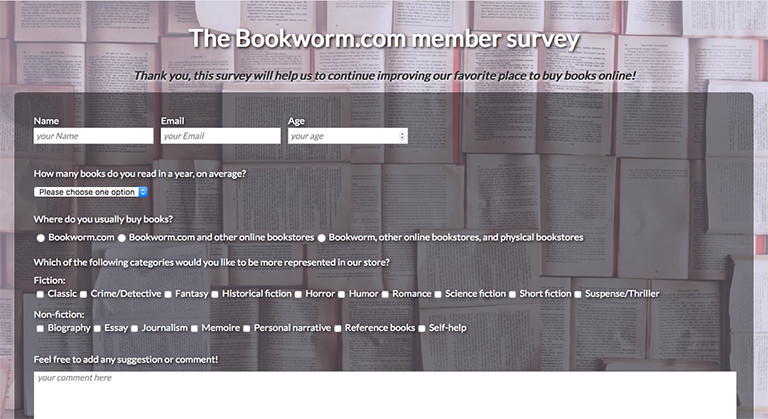 The Bookworm.com member survey
Thank you, this survey will help us to continue improving our favorite place to buy books online!
Name Email Age
your Name your Email your age
How many books do you read in a year, on average?
Please choose one option
Where do you usually buy books?
Bookworm.com Bookworm.com and other online bookstores Bookworm, other online bookstores, and physical bookstores
Which of the following categories would you like to be more represented in our store?
Fiction:
Classic Crime/Detective Fantasy Historical fiction Horror Humor Romance Science fiction Short fiction Suspense/Thriller
Non-fiction:
Biography Essay Journalism Memoire Personal narrative Reference books Self-help
Feel free to add any suggestion or comment!
your comment here